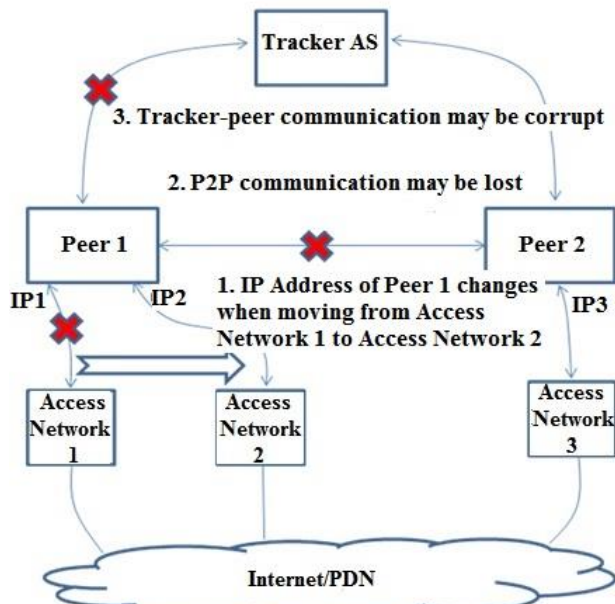 Tracker AS
3. Tracker-peer communication may be corrupt
2. P2P communication may be lost
Peer 1
Peer 2
IP1
IP2
1. IP Address of Peer 1 changes
when moving from Access
Network 1 to Access Network 2
IP3
Access
Network
1
Access
Network
2
Access
Network
3
Internet/PDN